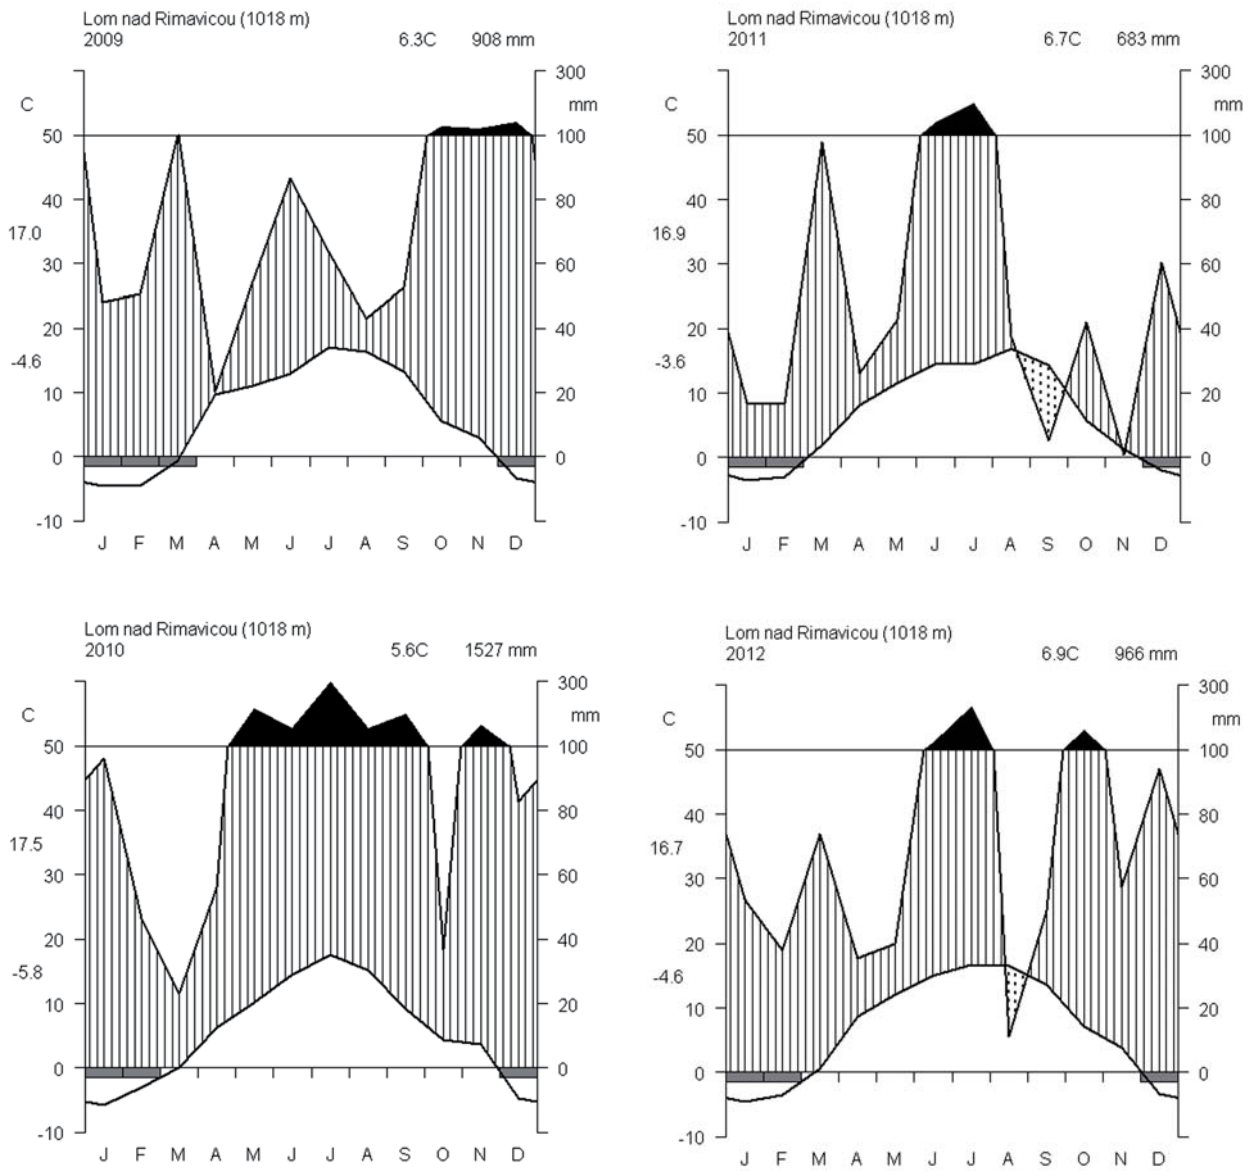 Lom nad Rimavicou (1018 m)
2009 6.3C 908 mm
300
C mm
50 100
40 80
17.0
30 60
20 40
-4.6
10 20
0 0
-10
J F M A M J J A S O N D
Lom nad Rimavicou (1018 m)
2011 6.7C 683 mm
300
C mm
50 100
40 80
16.9
30 60
20 40
-3.6
10 20
0 0
-10
J F M A M J J A S O N D
Lom nad Rimavicou (1018 m)
2010 5.6C 1527 mm
300
C mm
50 100
40 80
17.5
30 60
20 40
-5.8
10 20
0 0
-10
J F M A M J J A S O N D
Lom nad Rimavicou (1018 m)
2012 6.9C 966 mm
300
C mm
50 100
40 80
16.7
30 60
20 40
-4.6
10 20
0 0
-10
J F M A M J J A S O N D